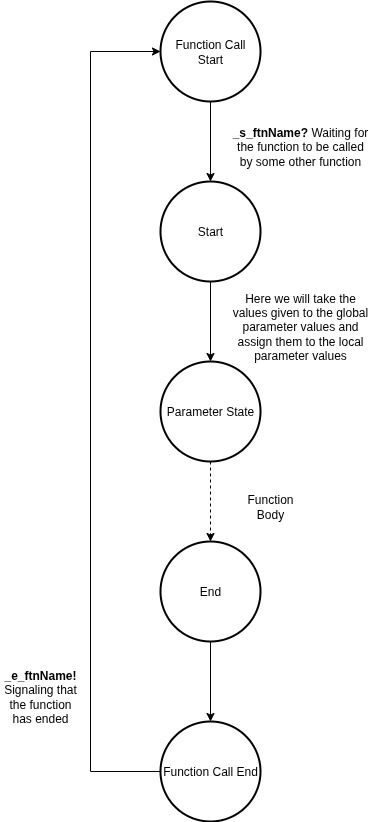 Function Call
Start
_s_ftnName? Waiting for
the function to be called
by some other function
Start
Here we will take the
values given to the global
parameter values and
assign them to the local
parameter values
Parameter State
Function
Body
End
_e_ftnName!
Signaling that
the function
has ended
Function Call End